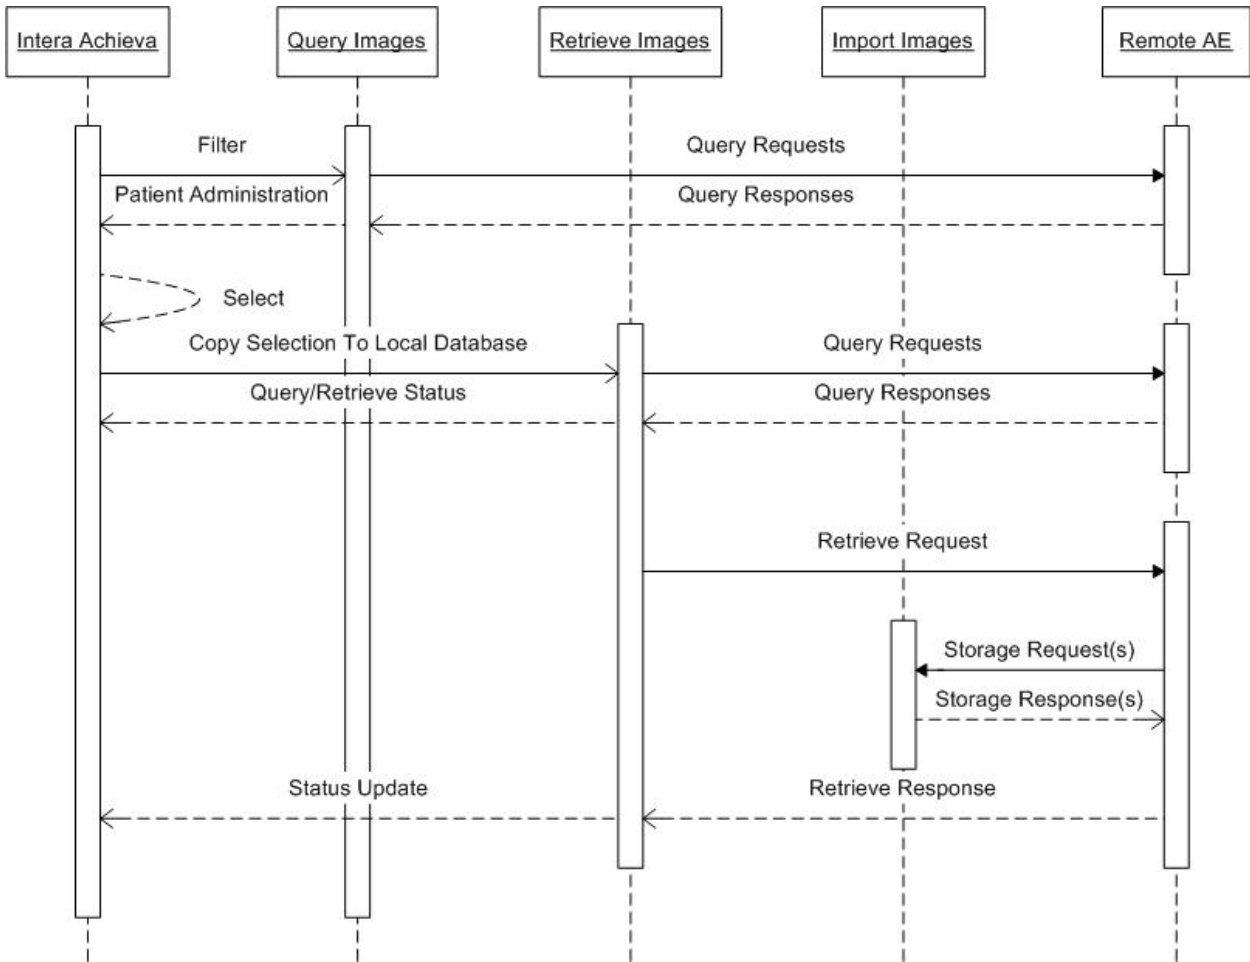 Intera Achieva
Query Images
Retrieve Images
Import Images
Remote AE
Filter
Query Requests
Patient Administration
Query Responses
Select
Copy Selection To Local Database
Query Requests
Query/Retrieve Status
Query Responses
Retrieve Request
Storage Request(s)
Storage Response(s)
Status Update
Retrieve Response